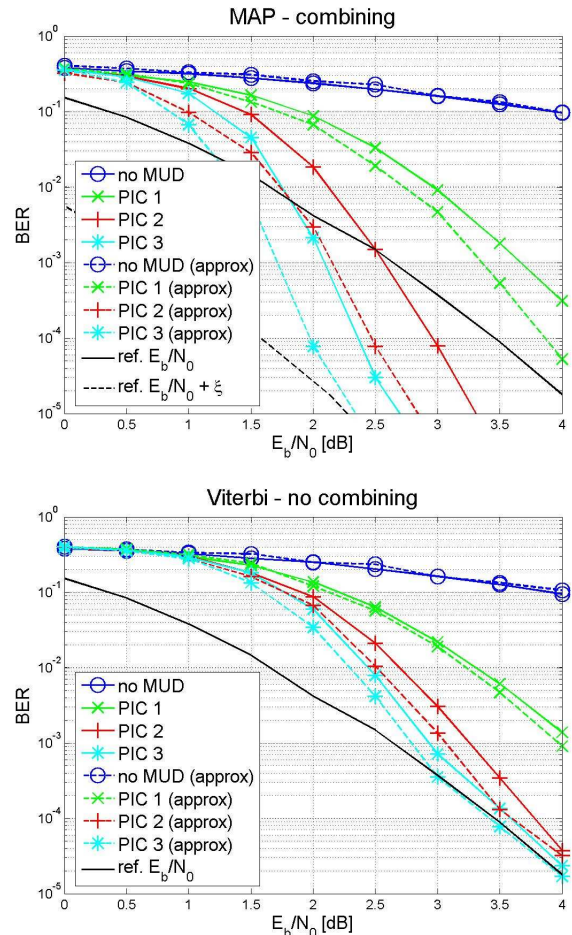 MAP - combining
10^0
10^-1
10^-2
10^-3
10^-4
10^-5
BER
no MUD
PIC 1
PIC 2
PIC 3
no MUD (approx)
PIC 1 (approx)
PIC 2 (approx)
PIC 3 (approx)
ref. E_b/N_0
ref. E_b/N_0 + ξ
0 0.5 1 1.5 2 2.5 3 3.5 4
E_b/N_0 [dB]
Viterbi - no combining
10^0
10^-1
10^-2
10^-3
10^-4
10^-5
BER
no MUD
PIC 1
PIC 2
PIC 3
no MUD (approx)
PIC 1 (approx)
PIC 2 (approx)
PIC 3 (approx)
ref. E_b/N_0
0 0.5 1 1.5 2 2.5 3 3.5 4
E_b/N_0 [dB]